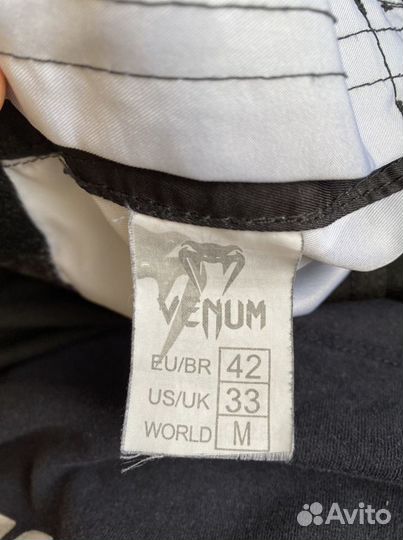 VENUM
EU/BR 42
US/UK 33
WORLD M
Avito